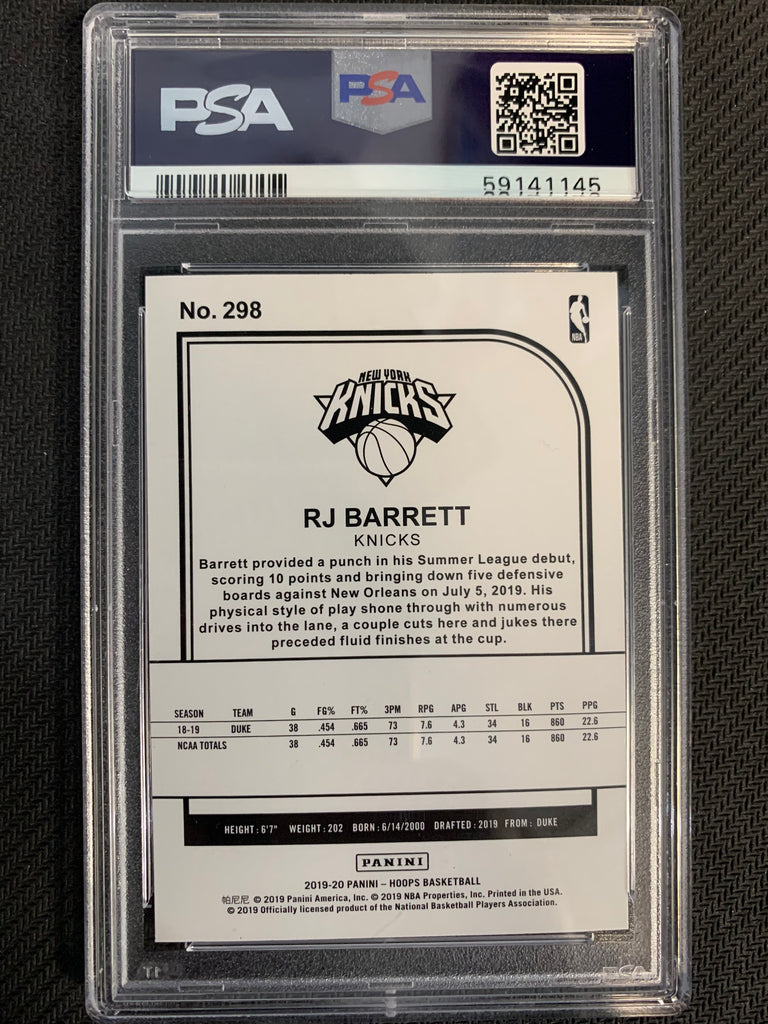 PSA
PSA
59141145
No. 298
NBA
NEW YORK
KNICKS
RJ BARRETT
KNICKS
Barrett provided a punch in his Summer League debut,
scoring 10 points and bringing down five defensive
boards against New Orleans on July 5, 2019. His
physical style of play shone through with numerous
drives into the lane, a couple cuts here and jukes there
preceded fluid finishes at the cup.
SEASON TEAM G FG% FT% 3PM RPG APG STL BLK PTS PPG
18-19 DUKE 38 .454 .665 73 7.6 4.3 34 16 860 22.6
NCAA TOTALS 38 .454 .665 73 7.6 4.3 34 16 860 22.6
HEIGHT: 6'7" WEIGHT: 202 BORN: 6/14/2000 DRAFTED: 2019 FROM: DUKE
PANINI
2019-20 PANINI – HOOPS BASKETBALL
帕尼尼 © 2019 Panini America, Inc. © 2019 NBA Properties, Inc. Printed in the USA.
© 2019 Officially licensed product of the National Basketball Players Association.
PSA